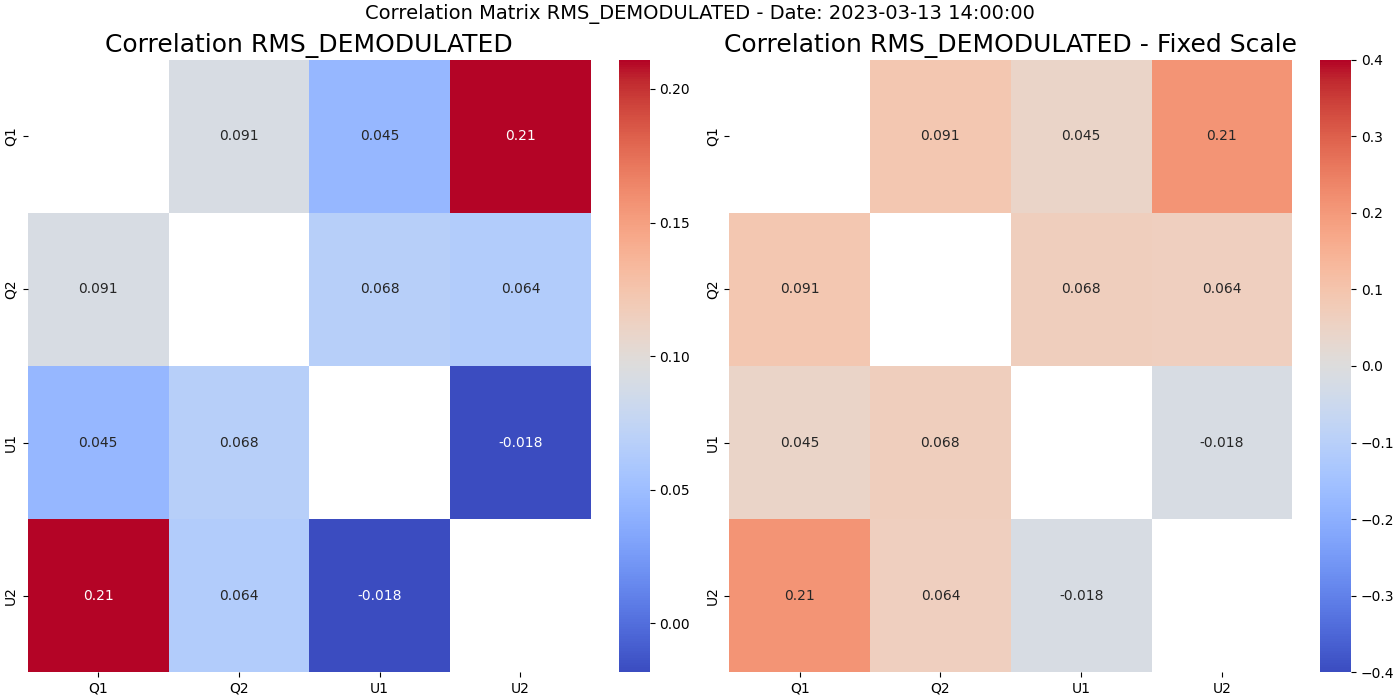 Correlation Matrix RMS_DEMODULATED - Date: 2023-03-13 14:00:00
Correlation RMS_DEMODULATED
Q1
0.091
0.045
0.21
Q2
0.091
0.068
0.064
U1
0.045
0.068
-0.018
U2
0.21
0.064
-0.018
Q1
Q2
U1
U2
0.20
0.15
0.10
0.05
0.00
Correlation RMS_DEMODULATED - Fixed Scale
Q1
0.091
0.045
0.21
Q2
0.091
0.068
0.064
U1
0.045
0.068
-0.018
U2
0.21
0.064
-0.018
Q1
Q2
U1
U2
0.4
0.3
0.2
0.1
0.0
−0.1
−0.2
−0.3
−0.4